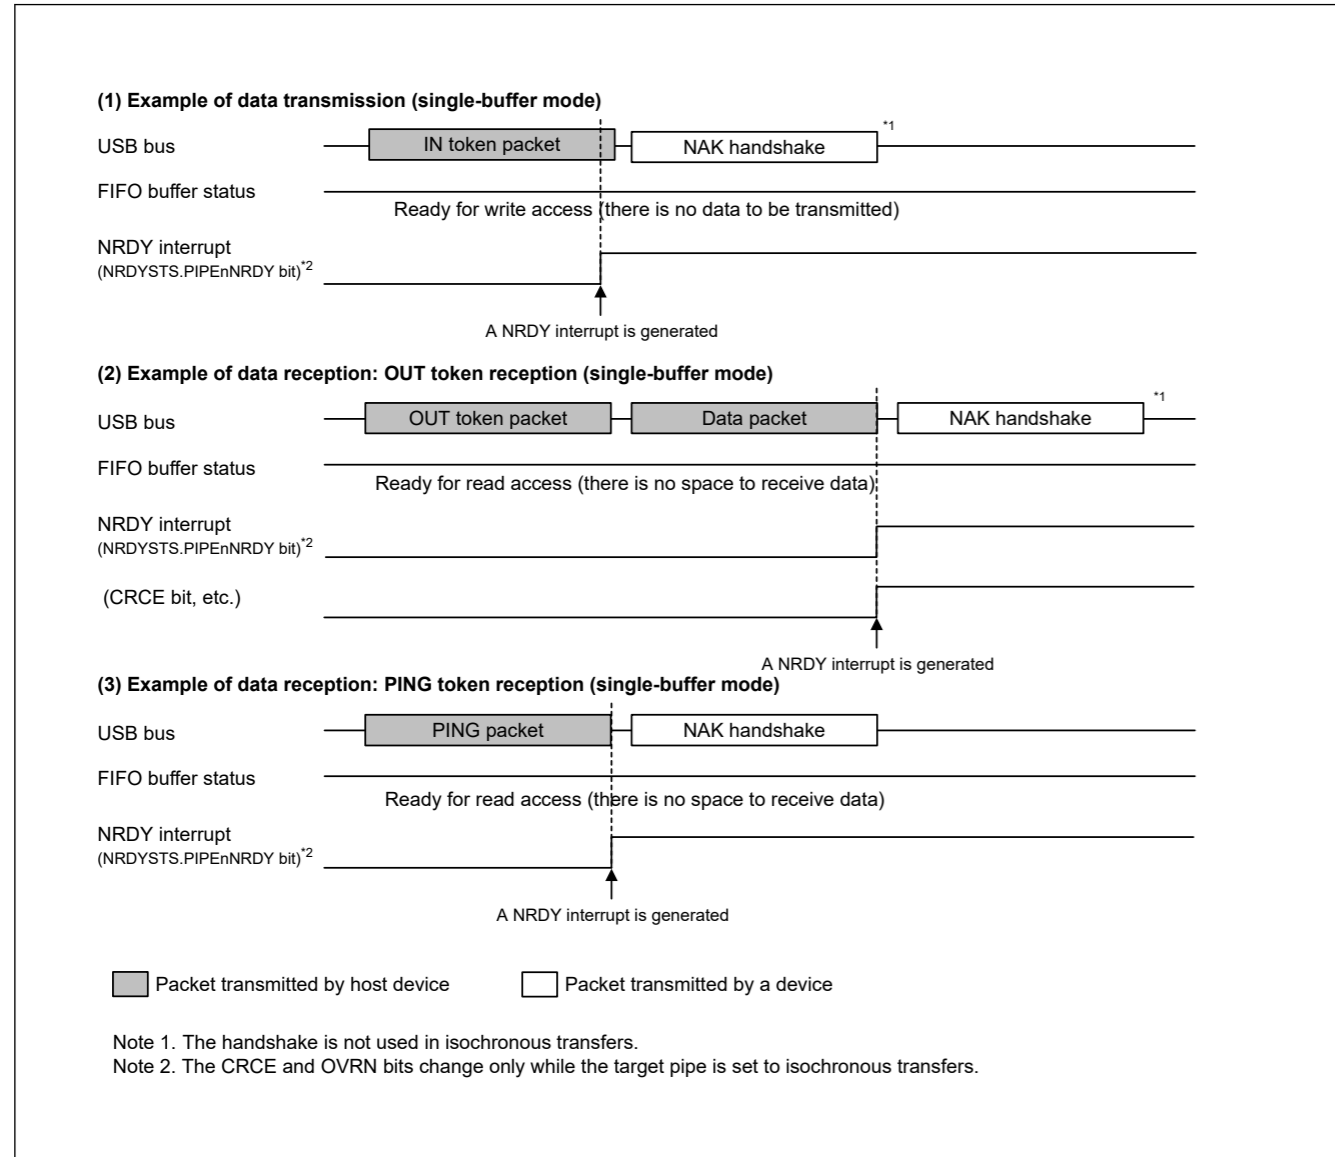 (1) Example of data transmission (single-buffer mode)
USB bus
IN token packet
NAK handshake
*1
FIFO buffer status
Ready for write access (there is no data to be transmitted)
NRDY interrupt
(NRDYSTS.PIPEnNRDY bit)*2
A NRDY interrupt is generated
(2) Example of data reception: OUT token reception (single-buffer mode)
USB bus
OUT token packet
Data packet
NAK handshake
*1
FIFO buffer status
Ready for read access (there is no space to receive data)
NRDY interrupt
(NRDYSTS.PIPEnNRDY bit)*2
(CRCE bit, etc.)
A NRDY interrupt is generated
(3) Example of data reception: PING token reception (single-buffer mode)
USB bus
PING packet
NAK handshake
FIFO buffer status
Ready for read access (there is no space to receive data)
NRDY interrupt
(NRDYSTS.PIPEnNRDY bit)*2
A NRDY interrupt is generated
Packet transmitted by host device
Packet transmitted by a device
Note 1. The handshake is not used in isochronous transfers.
Note 2. The CRCE and OVRN bits change only while the target pipe is set to isochronous transfers.